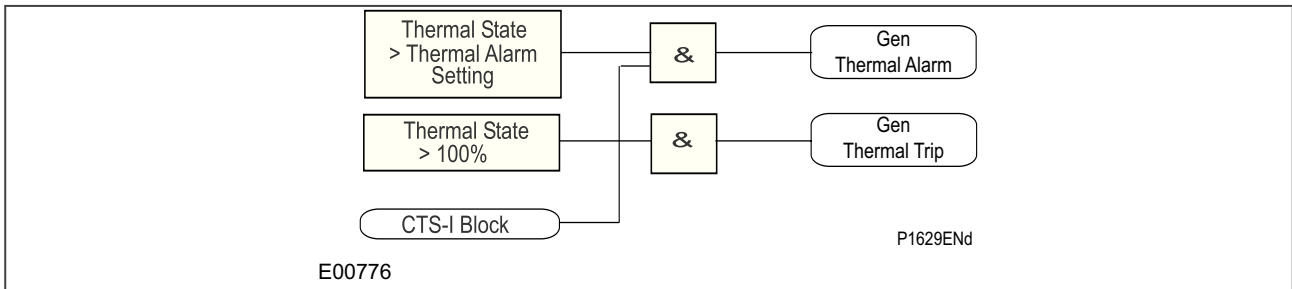 Thermal State
> Thermal Alarm
Setting
&
Gen
Thermal Alarm
Thermal State
> 100%
&
Gen
Thermal Trip
CTS-I Block
P1629ENd
E00776